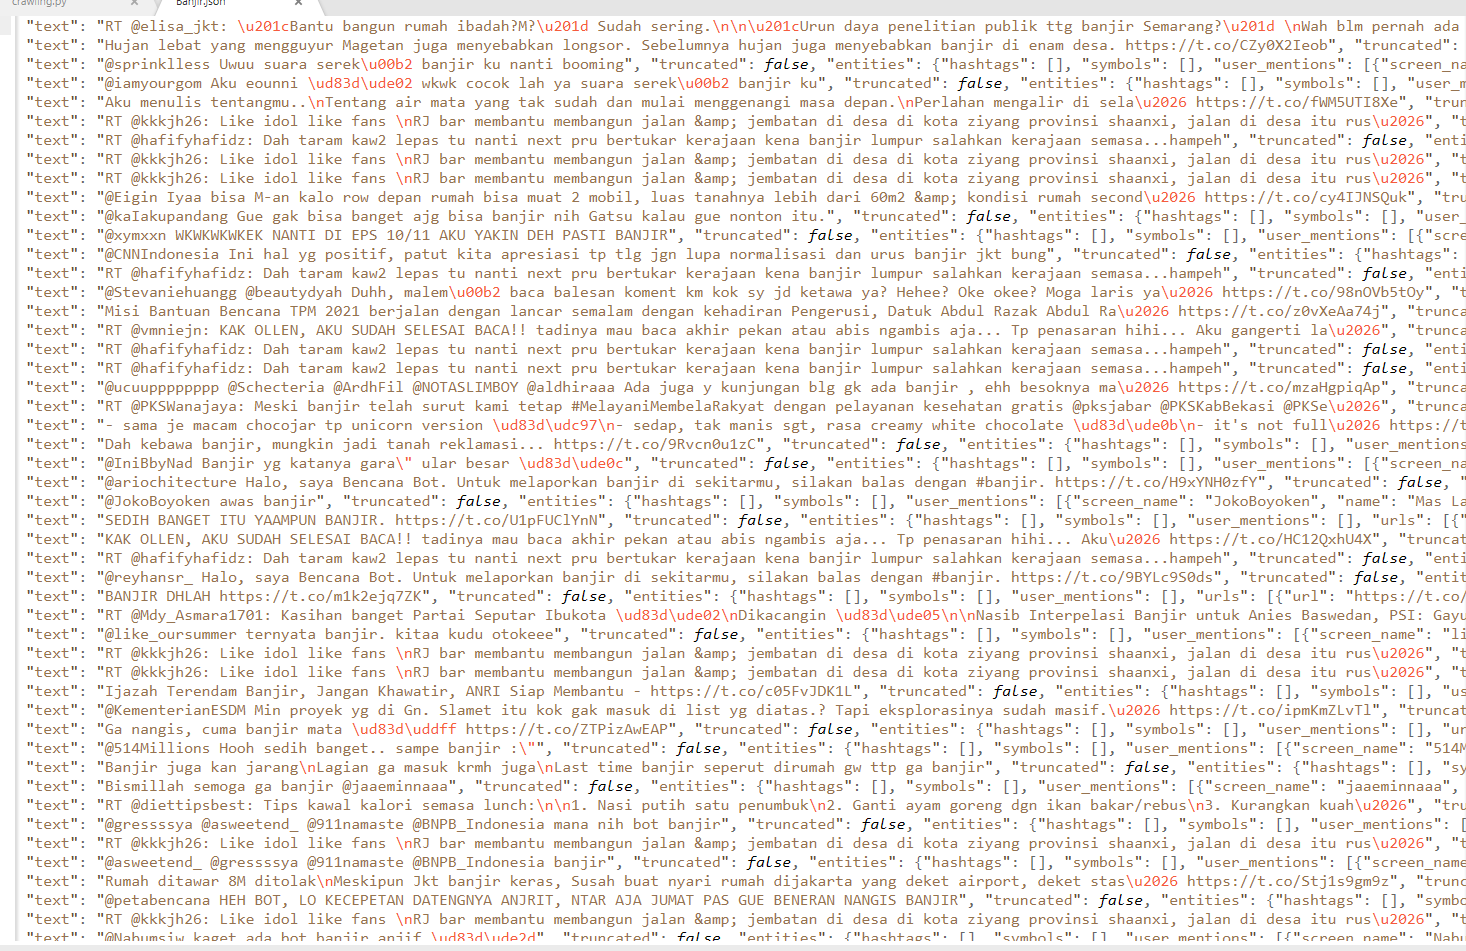 crawling.py × banjir.json ×
"text": "RT @elisa_jkt: \u201cBantu bangun rumah ibadah?M?\u201d Sudah sering.\n\n\u201cUrun daya penelitian publik ttg banjir Semarang?\u201d \nWah blm pernah ada
"text": "Hujan lebat yang mengguyur Magetan juga menyebabkan longsor. Sebelumnya hujan juga menyebabkan banjir di enam desa. https://t.co/CZy0X2Ieob", "truncated":
"text": "@sprinklless Uwuu suara serek\u00b2 banjir ku nanti booming", "truncated": false, "entities": {"hashtags": [], "symbols": [], "user_mentions": [{"screen_na
"text": "@iamyourgom Aku eounni \ud83d\ude02 wkwk cocok lah ya suara serek\u00b2 banjir ku", "truncated": false, "entities": {"hashtags": [], "symbols": [], "user_m
"text": "Aku menulis tentangmu..\nTentang air mata yang tak sudah dan mulai menggenangi masa depan.\nPerlahan mengalir di sela\u2026 https://t.co/fWM5UTI8Xe", "trun
"text": "RT @kkkjh26: Like idol like fans \nRJ bar membantu membangun jalan &amp; jembatan di desa di kota ziyang provinsi shaanxi, jalan di desa itu rus\u2026", "t
"text": "RT @hafifyhafidz: Dah taram kaw2 lepas tu nanti next pru bertukar kerajaan kena banjir lumpur salahkan kerajaan semasa...hampeh", "truncated": false, "enti
"text": "RT @kkkjh26: Like idol like fans \nRJ bar membantu membangun jalan &amp; jembatan di desa di kota ziyang provinsi shaanxi, jalan di desa itu rus\u2026", "t
"text": "RT @kkkjh26: Like idol like fans \nRJ bar membantu membangun jalan &amp; jembatan di desa di kota ziyang provinsi shaanxi, jalan di desa itu rus\u2026", "t
"text": "@Eigin Iyaa bisa M-an kalo row depan rumah bisa muat 2 mobil, luas tanahnya lebih dari 60m2 &amp; kondisi rumah second\u2026 https://t.co/cy4IJNSQuk", "tru
"text": "@kaIakupandang Gue gak bisa banget ajg bisa banjir nih Gatsu kalau gue nonton itu.", "truncated": false, "entities": {"hashtags": [], "symbols": [], "user_
"text": "@xymxxn WKWKWKWKEK NANTI DI EPS 10/11 AKU YAKIN DEH PASTI BANJIR", "truncated": false, "entities": {"hashtags": [], "symbols": [], "user_mentions": [{"scre
"text": "@CNNIndonesia Ini hal yg positif, patut kita apresiasi tp tlg jgn lupa normalisasi dan urus banjir jkt bung", "truncated": false, "entities": {"hashtags":
"text": "RT @hafifyhafidz: Dah taram kaw2 lepas tu nanti next pru bertukar kerajaan kena banjir lumpur salahkan kerajaan semasa...hampeh", "truncated": false, "enti
"text": "@Stevaniehuangg @beautydyah Duhh, malem\u00b2 baca balesan koment km kok sy jd ketawa ya? Hehee? Oke okee? Moga laris ya\u2026 https://t.co/98nOVb5tOy", "t
"text": "Misi Bantuan Bencana TPM 2021 berjalan dengan lancar semalam dengan kehadiran Pengerusi, Datuk Abdul Razak Abdul Ra\u2026 https://t.co/z0vXeAa74j", "trunca
"text": "RT @vmniejn: KAK OLLEN, AKU SUDAH SELESAI BACA!! tadinya mau baca akhir pekan atau abis ngambis aja... Tp penasaran hihi... Aku gangerti la\u2026", "trunca
"text": "RT @hafifyhafidz: Dah taram kaw2 lepas tu nanti next pru bertukar kerajaan kena banjir lumpur salahkan kerajaan semasa...hampeh", "truncated": false, "enti
"text": "RT @hafifyhafidz: Dah taram kaw2 lepas tu nanti next pru bertukar kerajaan kena banjir lumpur salahkan kerajaan semasa...hampeh", "truncated": false, "enti
"text": "@ucuupppppppp @Schecteria @ArdhFil @NOTASLIMBOY @aldhiraaa Ada juga y kunjungan blg gk ada banjir , ehh besoknya ma\u2026 https://t.co/mzaHgpiqAp", "trunca
"text": "RT @PKSWanajaya: Meski banjir telah surut kami tetap #MelayaniMembelaRakyat dengan pelayanan kesehatan gratis @pksjabar @PKSKabBekasi @PKSe\u2026", "truncat
"text": "- sama je macam chocojar tp unicorn version \ud83d\udc97\n- sedap, tak manis sgt, rasa creamy white chocolate \ud83d\ude0b\n- it's not full\u2026 https://t
"text": "Dah kebawa banjir, mungkin jadi tanah reklamasi... https://t.co/9Rvcn0u1zC", "truncated": false, "entities": {"hashtags": [], "symbols": [], "user_mentions
"text": "@IniBbyNad Banjir yg katanya gara\" ular besar \ud83d\ude0c", "truncated": false, "entities": {"hashtags": [], "symbols": [], "user_mentions": [{"screen_na
"text": "@ariochitecture Halo, saya Bencana Bot. Untuk melaporkan banjir di sekitarmu, silakan balas dengan #banjir. https://t.co/H9xYNH0zfY", "truncated": false, "
"text": "@JokoBoyoken awas banjir", "truncated": false, "entities": {"hashtags": [], "symbols": [], "user_mentions": [{"screen_name": "JokoBoyoken", "name": "Mas La
"text": "SEDIH BANGET ITU YAAMPUN BANJIR. https://t.co/U1pFUClYnN", "truncated": false, "entities": {"hashtags": [], "symbols": [], "user_mentions": [], "urls": [{"
"text": "KAK OLLEN, AKU SUDAH SELESAI BACA!! tadinya mau baca akhir pekan atau abis ngambis aja... Tp penasaran hihi... Aku\u2026 https://t.co/HC12QxhU4X", "truncat
"text": "RT @hafifyhafidz: Dah taram kaw2 lepas tu nanti next pru bertukar kerajaan kena banjir lumpur salahkan kerajaan semasa...hampeh", "truncated": false, "enti
"text": "@reyhansr_ Halo, saya Bencana Bot. Untuk melaporkan banjir di sekitarmu, silakan balas dengan #banjir. https://t.co/9BYLc9S0ds", "truncated": false, "entit
"text": "BANJIR DHLAH https://t.co/m1k2ejq7ZK", "truncated": false, "entities": {"hashtags": [], "symbols": [], "user_mentions": [], "urls": [{"url": "https://t.co/
"text": "RT @Mdy_Asmara1701: Kasihan banget Partai Seputar Ibukota \ud83d\ude02\nDikacangin \ud83d\ude05\n\nNasib Interpelasi Banjir untuk Anies Baswedan, PSI: Gayu
"text": "@like_oursummer ternyata banjir. kitaa kudu otokeee", "truncated": false, "entities": {"hashtags": [], "symbols": [], "user_mentions": [{"screen_name": "li
"text": "RT @kkkjh26: Like idol like fans \nRJ bar membantu membangun jalan &amp; jembatan di desa di kota ziyang provinsi shaanxi, jalan di desa itu rus\u2026", "t
"text": "RT @kkkjh26: Like idol like fans \nRJ bar membantu membangun jalan &amp; jembatan di desa di kota ziyang provinsi shaanxi, jalan di desa itu rus\u2026", "t
"text": "Ijazah Terendam Banjir, Jangan Khawatir, ANRI Siap Membantu - https://t.co/c05FvJDK1L", "truncated": false, "entities": {"hashtags": [], "symbols": [], "us
"text": "@KementerianESDM Min proyek yg di Gn. Slamet itu kok gak masuk di list yg diatas.? Tapi eksplorasinya sudah masif.\u2026 https://t.co/ipmKmZLvTl", "truncat
"text": "Ga nangis, cuma banjir mata \ud83d\uddff https://t.co/ZTPizAwEAP", "truncated": false, "entities": {"hashtags": [], "symbols": [], "user_mentions": [], "ur
"text": "@514Millions Hooh sedih banget.. sampe banjir :\"", "truncated": false, "entities": {"hashtags": [], "symbols": [], "user_mentions": [{"screen_name": "514M
"text": "Banjir juga kan jarang\nLagian ga masuk krmh juga\nLast time banjir seperut dirumah gw ttp ga banjir", "truncated": false, "entities": {"hashtags": [], "sy
"text": "Bismillah semoga ga banjir @jaaeminnaaa", "truncated": false, "entities": {"hashtags": [], "symbols": [], "user_mentions": [{"screen_name": "jaaeminnaaa",
"text": "RT @diettipsbest: Tips kawal kalori semasa lunch:\n\n1. Nasi putih satu penumbuk\n2. Ganti ayam goreng dgn ikan bakar/rebus\n3. Kurangkan kuah\u2026", "tru
"text": "@gressssya @asweetend_ @911namaste @BNPB_Indonesia mana nih bot banjir", "truncated": false, "entities": {"hashtags": [], "symbols": [], "user_mentions": [
"text": "RT @kkkjh26: Like idol like fans \nRJ bar membantu membangun jalan &amp; jembatan di desa di kota ziyang provinsi shaanxi, jalan di desa itu rus\u2026", "t
"text": "@asweetend_ @gressssya @911namaste @BNPB_Indonesia banjir", "truncated": false, "entities": {"hashtags": [], "symbols": [], "user_mentions": [{"screen_name
"text": "Rumah ditawar 8M ditolak\nMeskipun Jkt banjir keras, Susah buat nyari rumah dijakarta yang deket airport, deket stas\u2026 https://t.co/Stj1s9gm9z", "trunc
"text": "@petabencana HEH BOT, LO KECEPETAN DATENGNYA ANJRIT, NTAR AJA JUMAT PAS GUE BENERAN NANGIS BANJIR", "truncated": false, "entities": {"hashtags": [], "symbo
"text": "RT @kkkjh26: Like idol like fans \nRJ bar membantu membangun jalan &amp; jembatan di desa di kota ziyang provinsi shaanxi, jalan di desa itu rus\u2026", "t
"text": "@Nahumsiw kaget ada bot banjir anjif \ud83d\ude2d", "truncated": false, "entities": {"hashtags": [], "symbols": [], "user_mentions": [{"screen_name": "Nahu